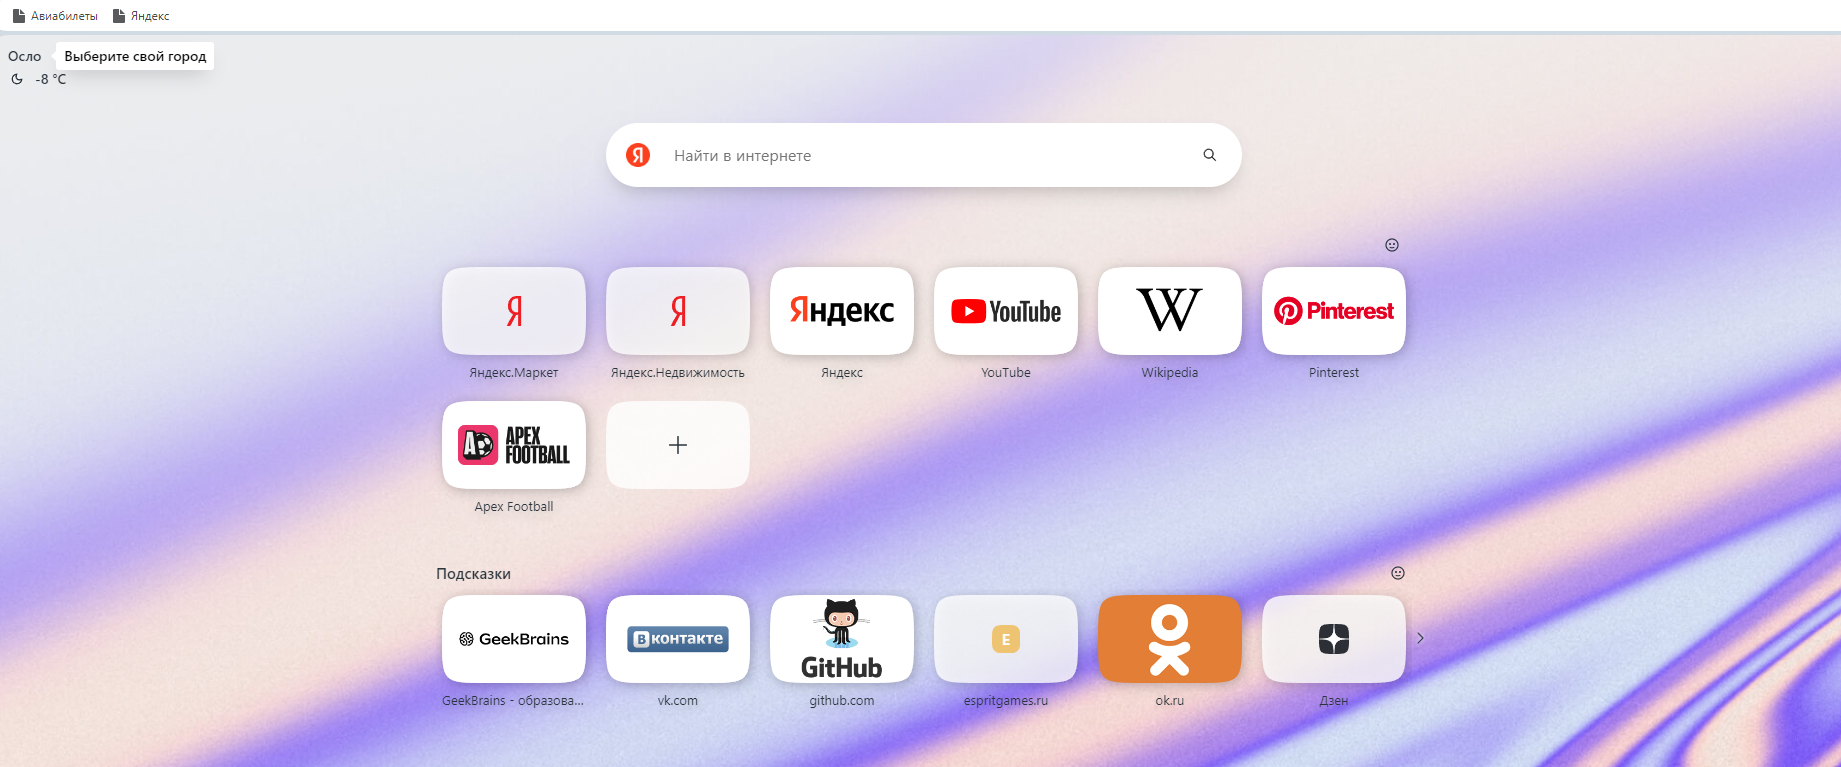 Авиабилеты Яндекс
Осло Выберите свой город
-8 °C
Я Найти в интернете
Я Я Яндекс YouTube W Pinterest
Яндекс.Маркет Яндекс.Недвижимость Яндекс YouTube Wikipedia Pinterest
APEX
FOOTBALL
Apex Football
Подсказки
GeekBrains В контакте GitHub E
GeekBrains - образова... vk.com github.com espritgames.ru ok.ru Дзен